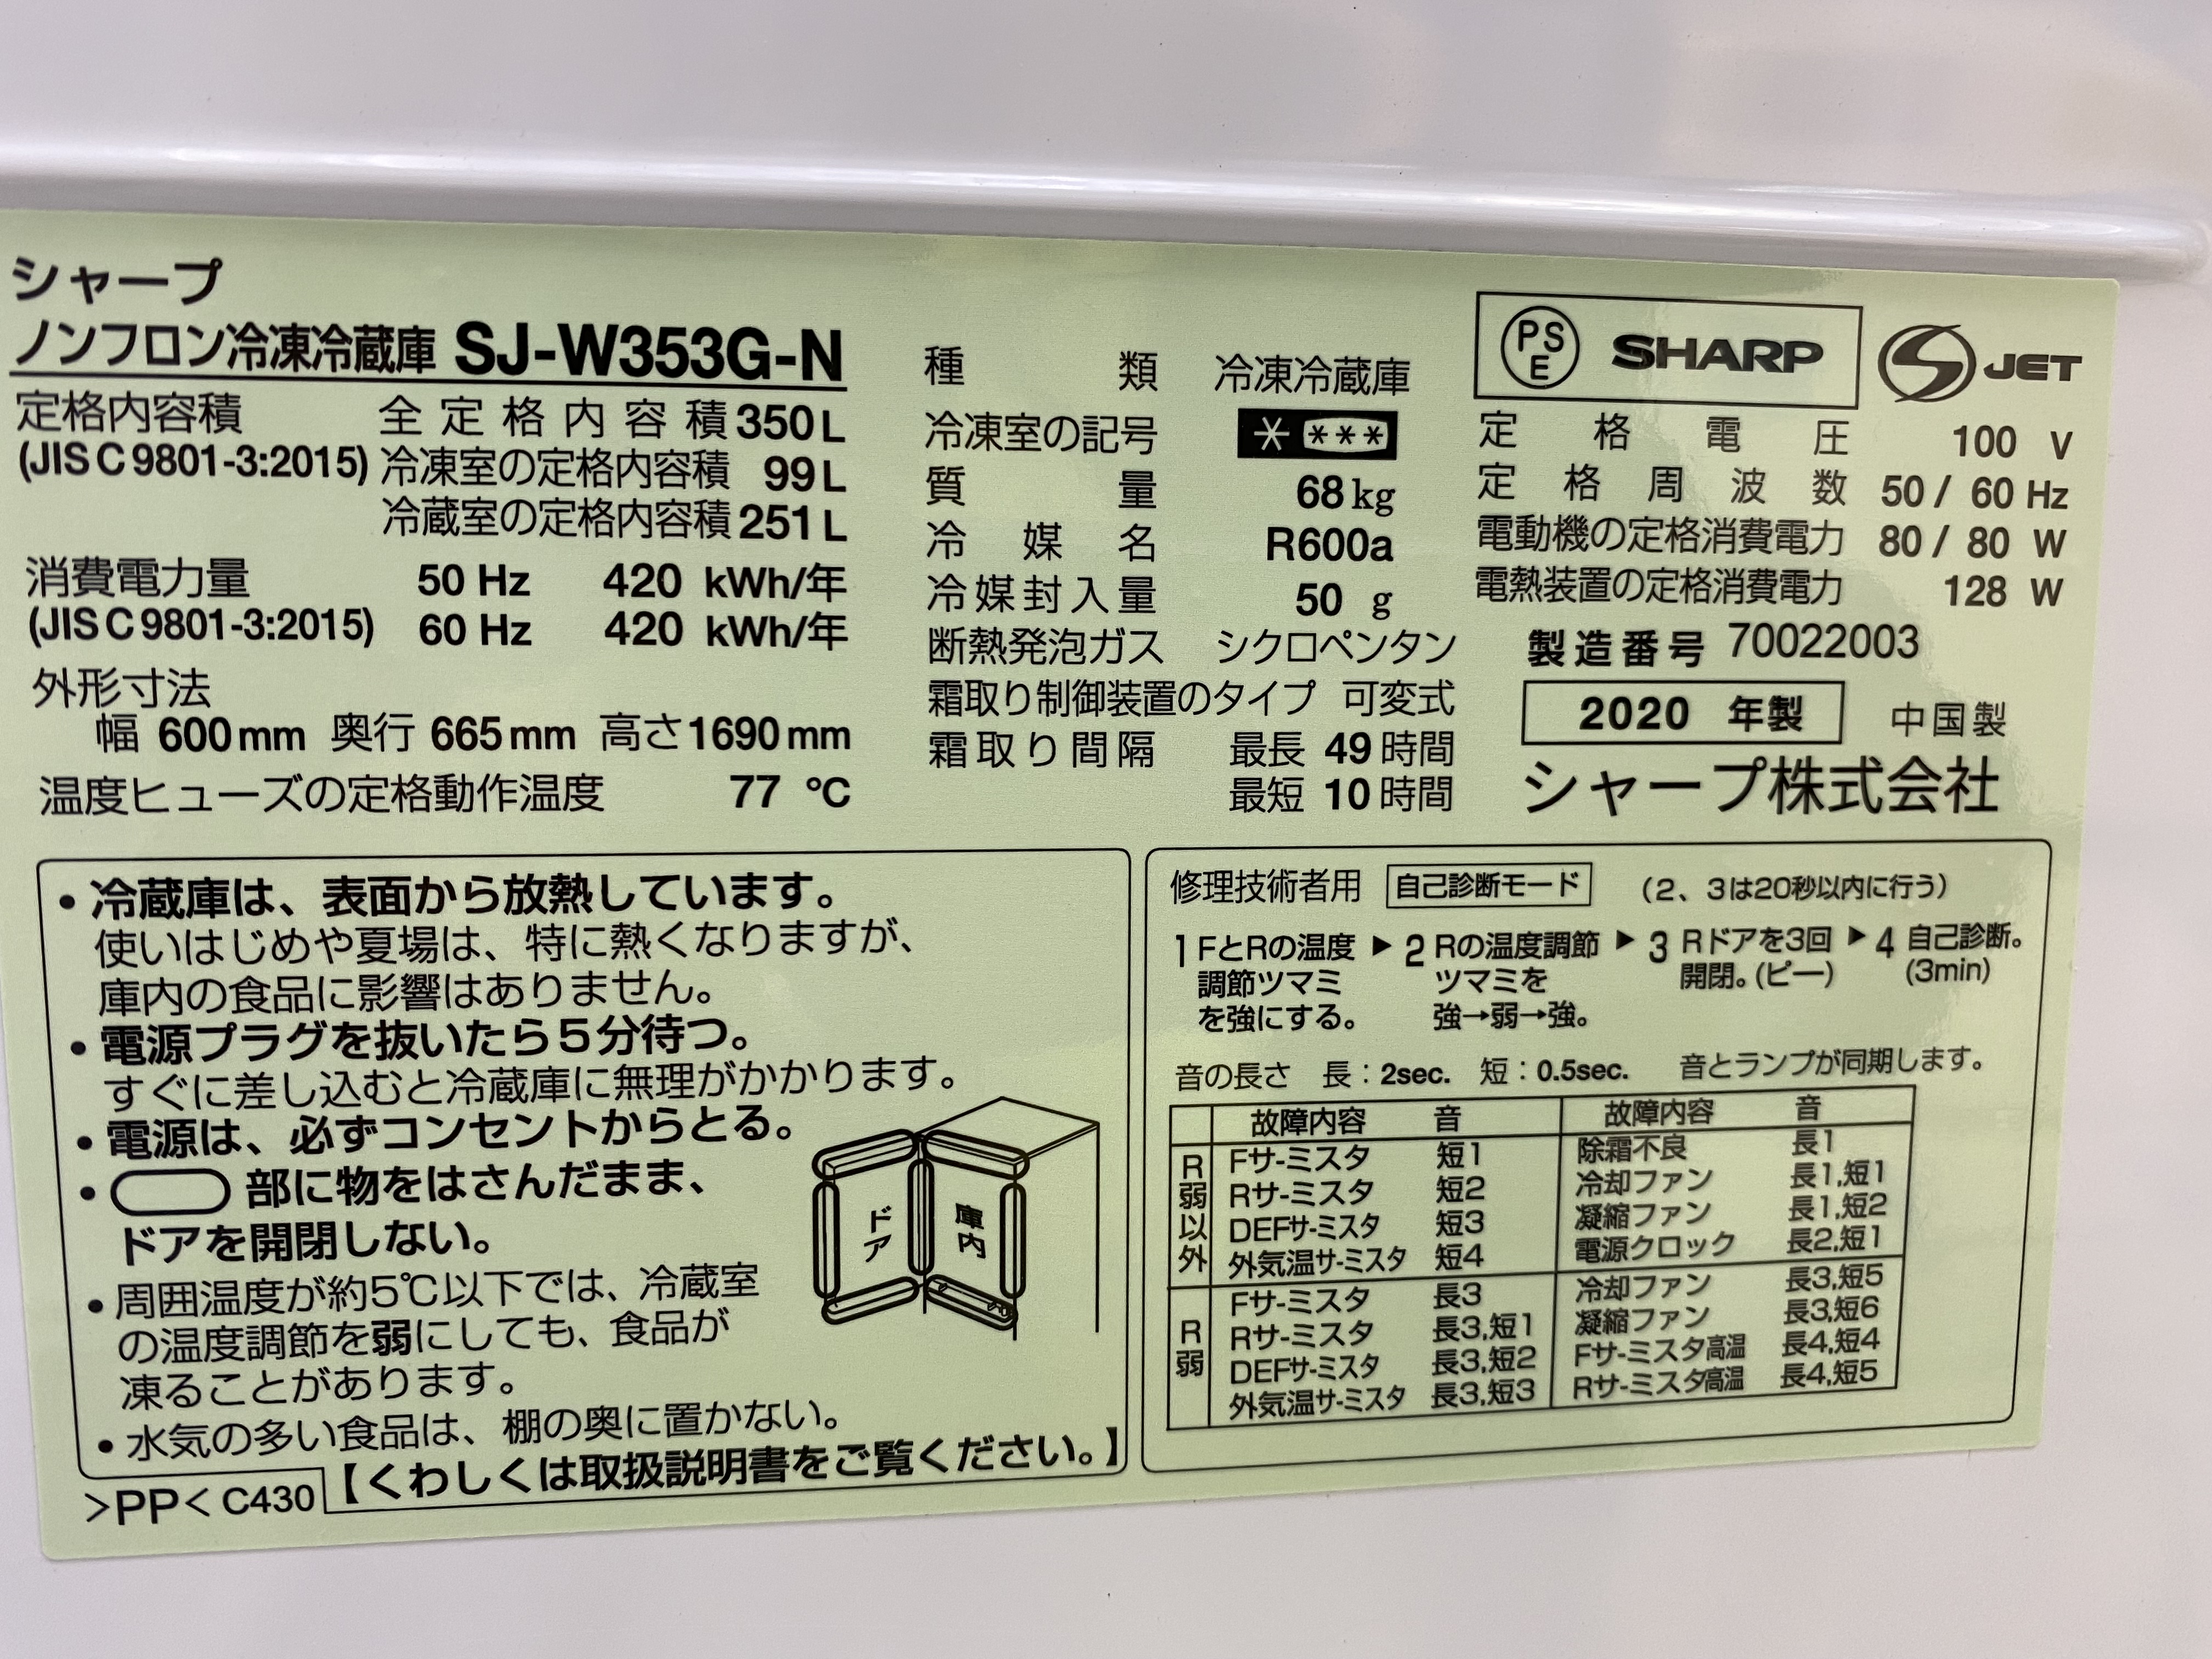 シャープ
ノンフロン冷凍冷蔵庫 SJ-W353G-N
定格内容積 全定格内容積 350L
(JIS C 9801-3:2015) 冷凍室の定格内容積 99L
冷蔵室の定格内容積 251L
消費電力量 50 Hz 420 kWh/年
(JIS C 9801-3:2015) 60 Hz 420 kWh/年
外形寸法
幅 600mm 奥行 665mm 高さ1690mm
温度ヒューズの定格動作温度 77 ℃
種類 冷凍冷蔵庫
冷凍室の記号 * ***
質量 68kg
冷媒名 R600a
冷媒封入量 50 g
断熱発泡ガス シクロペンタン
霜取り制御装置のタイプ 可変式
霜取り間隔 最長 49時間
最短 10時間
PSE SHARP S JET
定格電圧 100 V
定格周波数 50 / 60 Hz
電動機の定格消費電力 80 / 80 W
電熱装置の定格消費電力 128 W
製造番号 70022003
2020 年製 中国製
シャープ株式会社
・冷蔵庫は、表面から放熱しています。
使いはじめや夏場は、特に熱くなりますが、
庫内の食品に影響はありません。
・電源プラグを抜いたら5分待つ。
すぐに差し込むと冷蔵庫に無理がかかります。
・電源は、必ずコンセントからとる。
・ 部に物をはさんだまま、
ドアを開閉しない。
・周囲温度が約5℃以下では、冷蔵室
の温度調節を弱にしても、食品が
凍ることがあります。
・水気の多い食品は、棚の奥に置かない。
【くわしくは取扱説明書をご覧ください。】
ドア 庫内
>PP< C430
修理技術者用 自己診断モード (2、3は20秒以内に行う)
1 FとRの温度 ▶ 2 Rの温度調節 ▶ 3 Rドアを3回 ▶ 4 自己診断。
調節ツマミ ツマミを 開閉。(ピー) (3min)
を強にする。 強→弱→強。
音の長さ 長：2sec. 短：0.5sec. 音とランプが同期します。
故障内容 音 故障内容 音
R弱以外
Fサ-ミスタ 短1 除霜不良 長1
Rサ-ミスタ 短2 冷却ファン 長1,短1
DEFサ-ミスタ 短3 凝縮ファン 長1,短2
外気温サ-ミスタ 短4 電源クロック 長2,短1
R弱
Fサ-ミスタ 長3 冷却ファン 長3,短5
Rサ-ミスタ 長3,短1 凝縮ファン 長3,短6
DEFサ-ミスタ 長3,短2 Fサ-ミスタ高温 長4,短4
外気温サ-ミスタ 長3,短3 Rサ-ミスタ高温 長4,短5